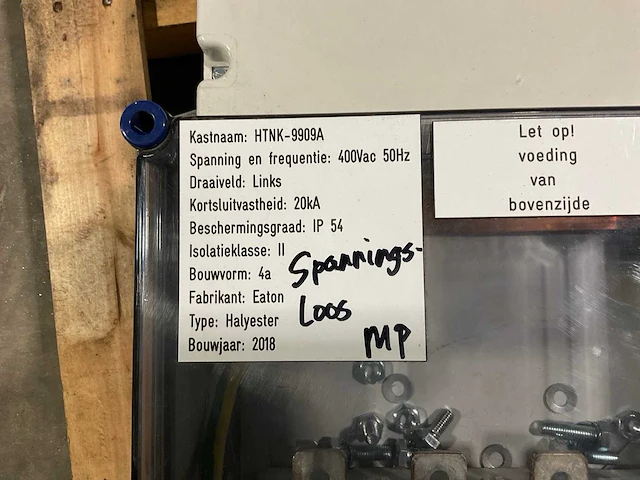 Kastnaam: HTNK-9909A
Spanning en frequentie: 400Vac 50Hz
Draaiveld: Links
Kortsluitvastheid: 20kA
Beschermingsgraad: IP 54
Isolatieklasse: II
Bouwvorm: 4a
Fabrikant: Eaton
Type: Halyester
Bouwjaar: 2018
Spannings-
Loos
MP
Let op!
voeding
van
bovenzijde